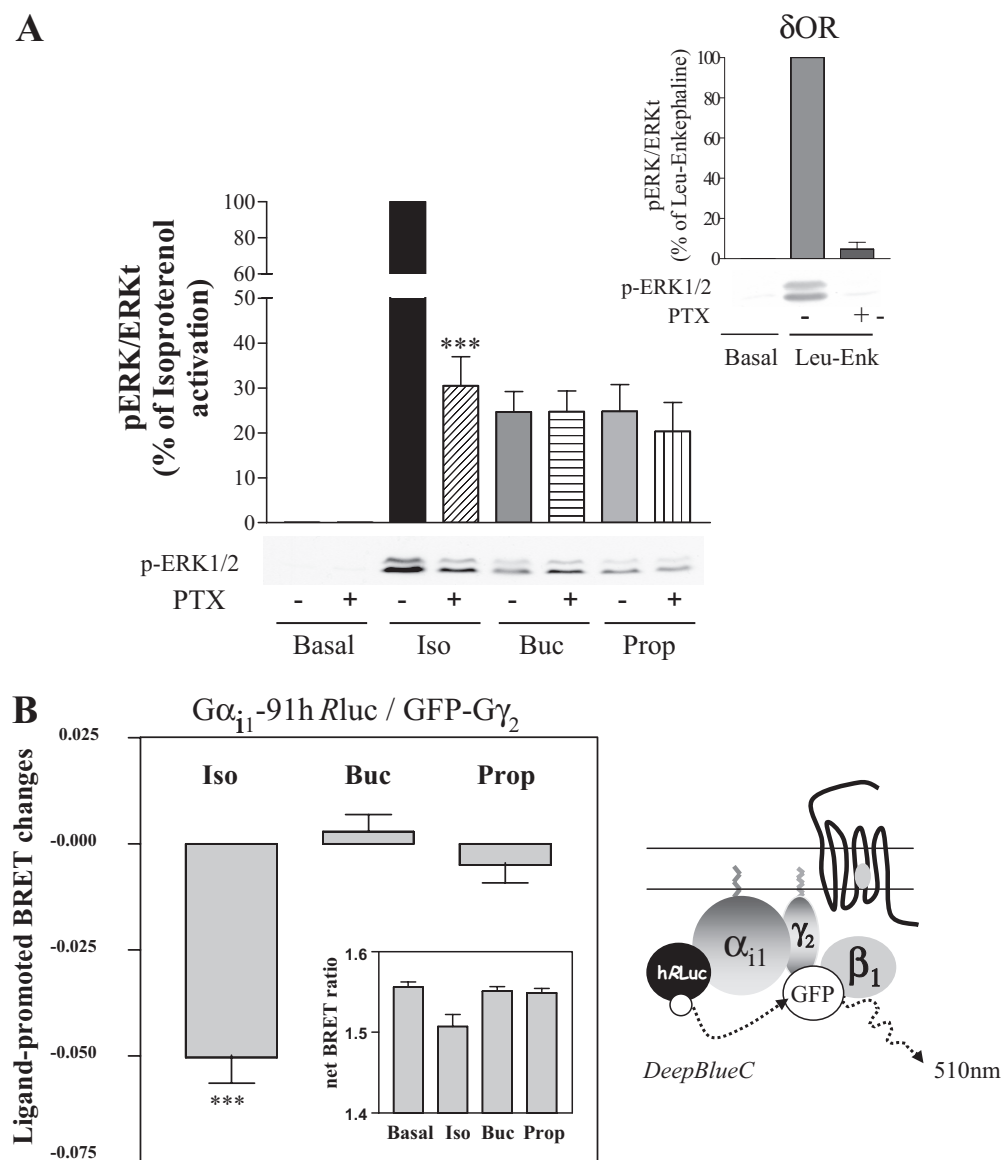 A
δOR
pERK/ERKt
(% of Leu-Enkephaline)
100
80
60
40
20
0
p-ERK1/2
PTX
- + -
Basal Leu-Enk
pERK/ERKt
(% of Isoproterenol
activation)
100
80
60
50
40
30
20
10
0
***
p-ERK1/2
PTX - + - + - + - +
Basal Iso Buc Prop
B
Gαi1-91h Rluc / GFP-Gγ2
Ligand-promoted BRET changes
0.025
-0.000
-0.025
-0.050
-0.075
Iso Buc Prop
***
net BRET ratio
1.6
1.5
1.4
Basal Iso Buc Prop
αi1
γ2
β1
hRLuc
GFP
DeepBlueC
510nm